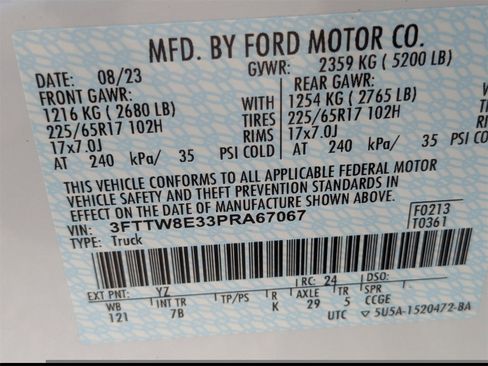 MFD. BY FORD MOTOR CO.
DATE: 08/23 GVWR: 2359 KG ( 5200 LB)
FRONT GAWR: REAR GAWR:
1216 KG ( 2680 LB) WITH 1254 KG ( 2765 LB)
225/65R17 102H TIRES 225/65R17 102H
17x7.0J RIMS 17x7.0J
AT 240 kPa/ 35 PSI COLD AT 240 kPa/ 35 PSI COLD
THIS VEHICLE CONFORMS TO ALL APPLICABLE FEDERAL MOTOR
VEHICLE SAFETY AND THEFT PREVENTION STANDARDS IN
EFFECT ON THE DATE OF MANUFACTURE SHOWN ABOVE.
VIN: 3FTTW8E33PRA67067 F0213
TYPE: Truck T0361
EXT PNT: YZ RC: 24 DSO:
WB INT TR TP/PS R AXLE TR SPR
121 7B K 29 5 CCGE
UTC ▽ 5U5A-1520472-BA